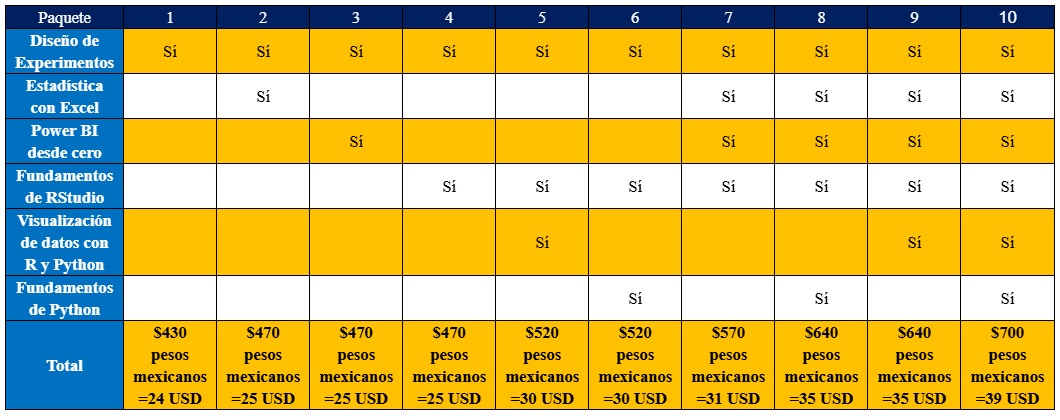 Paquete 1 2 3 4 5 6 7 8 9 10
Diseño de
Experimentos Sí Sí Sí Sí Sí Sí Sí Sí Sí Sí
Estadística
con Excel Sí Sí Sí Sí Sí
Power BI
desde cero Sí Sí Sí Sí Sí
Fundamentos
de RStudio Sí Sí Sí Sí Sí Sí Sí
Visualización
de datos con
R y Python Sí Sí Sí
Fundamentos
de Python Sí Sí Sí
Total
$430 $470 $470 $470 $520 $520 $570 $640 $640 $700
pesos pesos pesos pesos pesos pesos pesos pesos pesos pesos
mexicanos mexicanos mexicanos mexicanos mexicanos mexicanos mexicanos mexicanos mexicanos mexicanos
=24 USD =25 USD =25 USD =25 USD =30 USD =30 USD =31 USD =35 USD =35 USD =39 USD